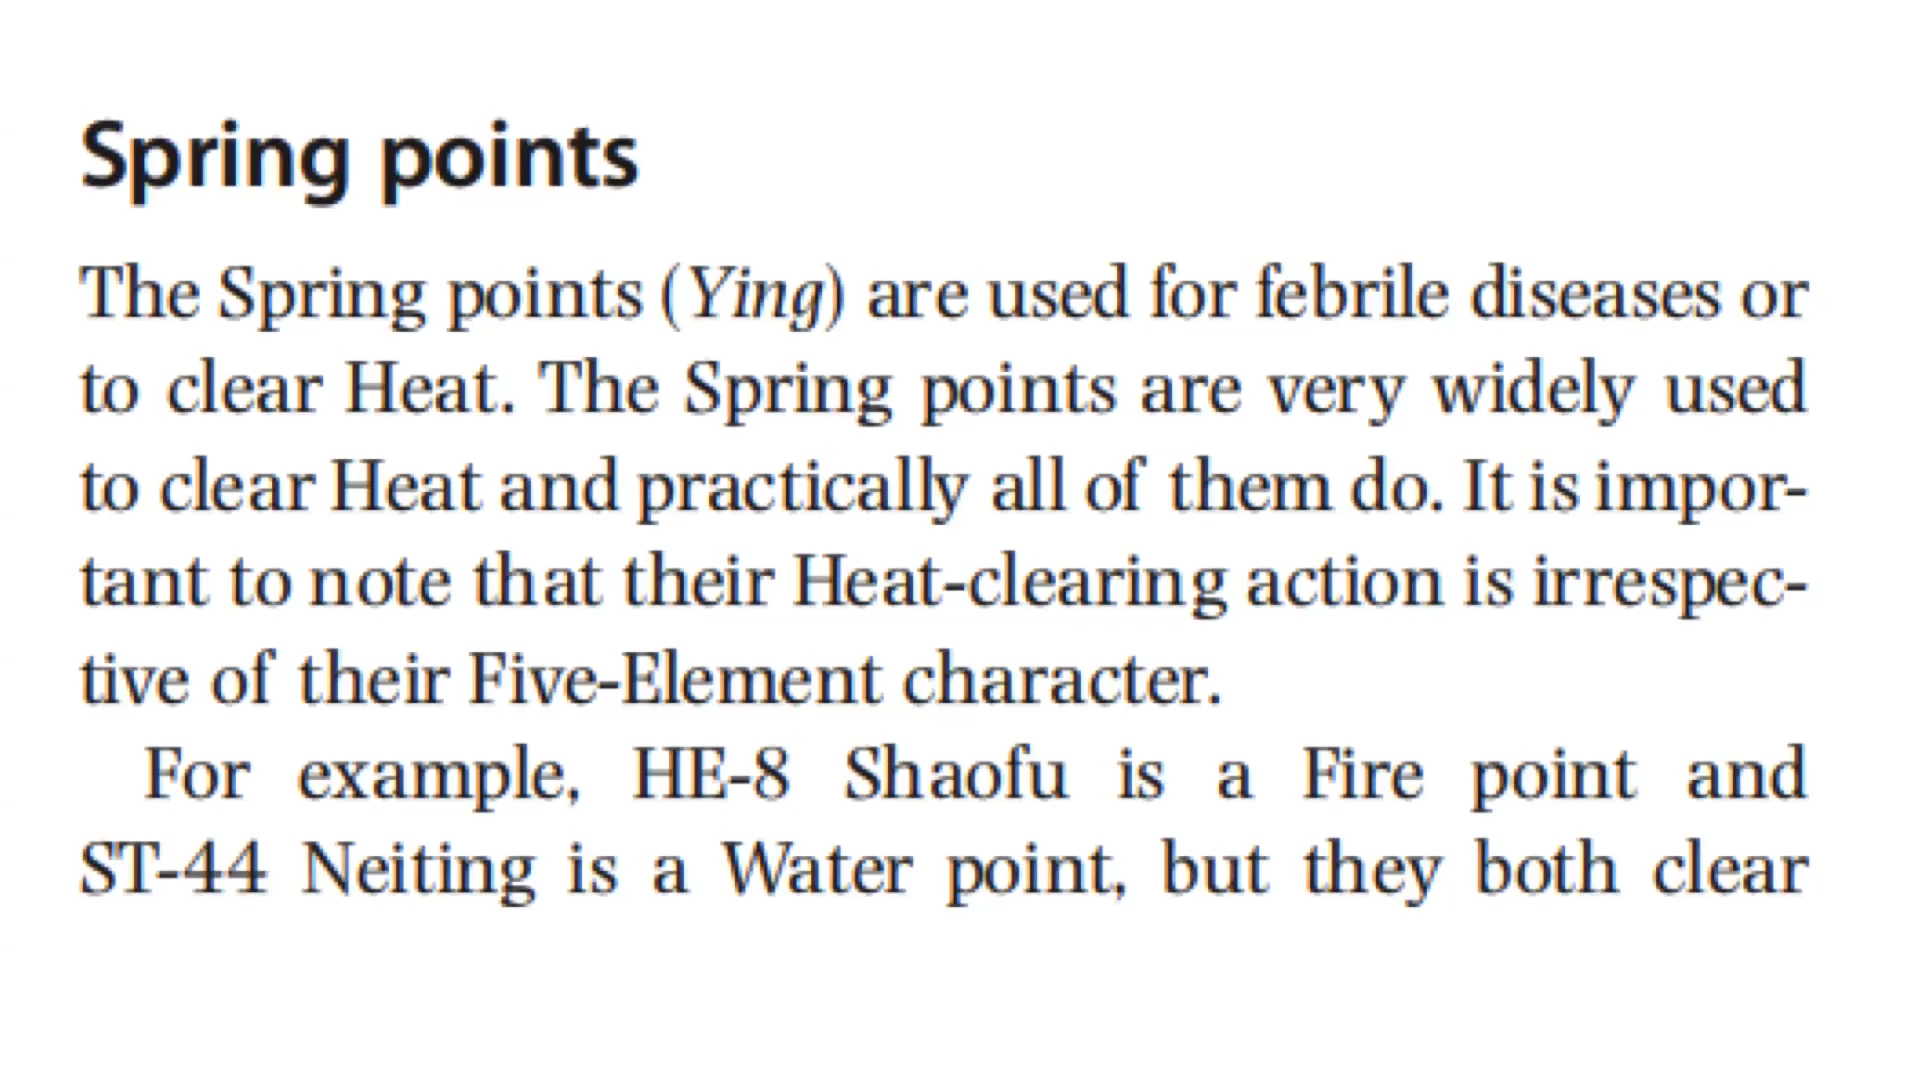 Spring points
The Spring points (Ying) are used for febrile diseases or
to clear Heat. The Spring points are very widely used
to clear Heat and practically all of them do. It is impor-
tant to note that their Heat-clearing action is irrespec-
tive of their Five-Element character.
For example, HE-8 Shaofu is a Fire point and
ST-44 Neiting is a Water point, but they both clear